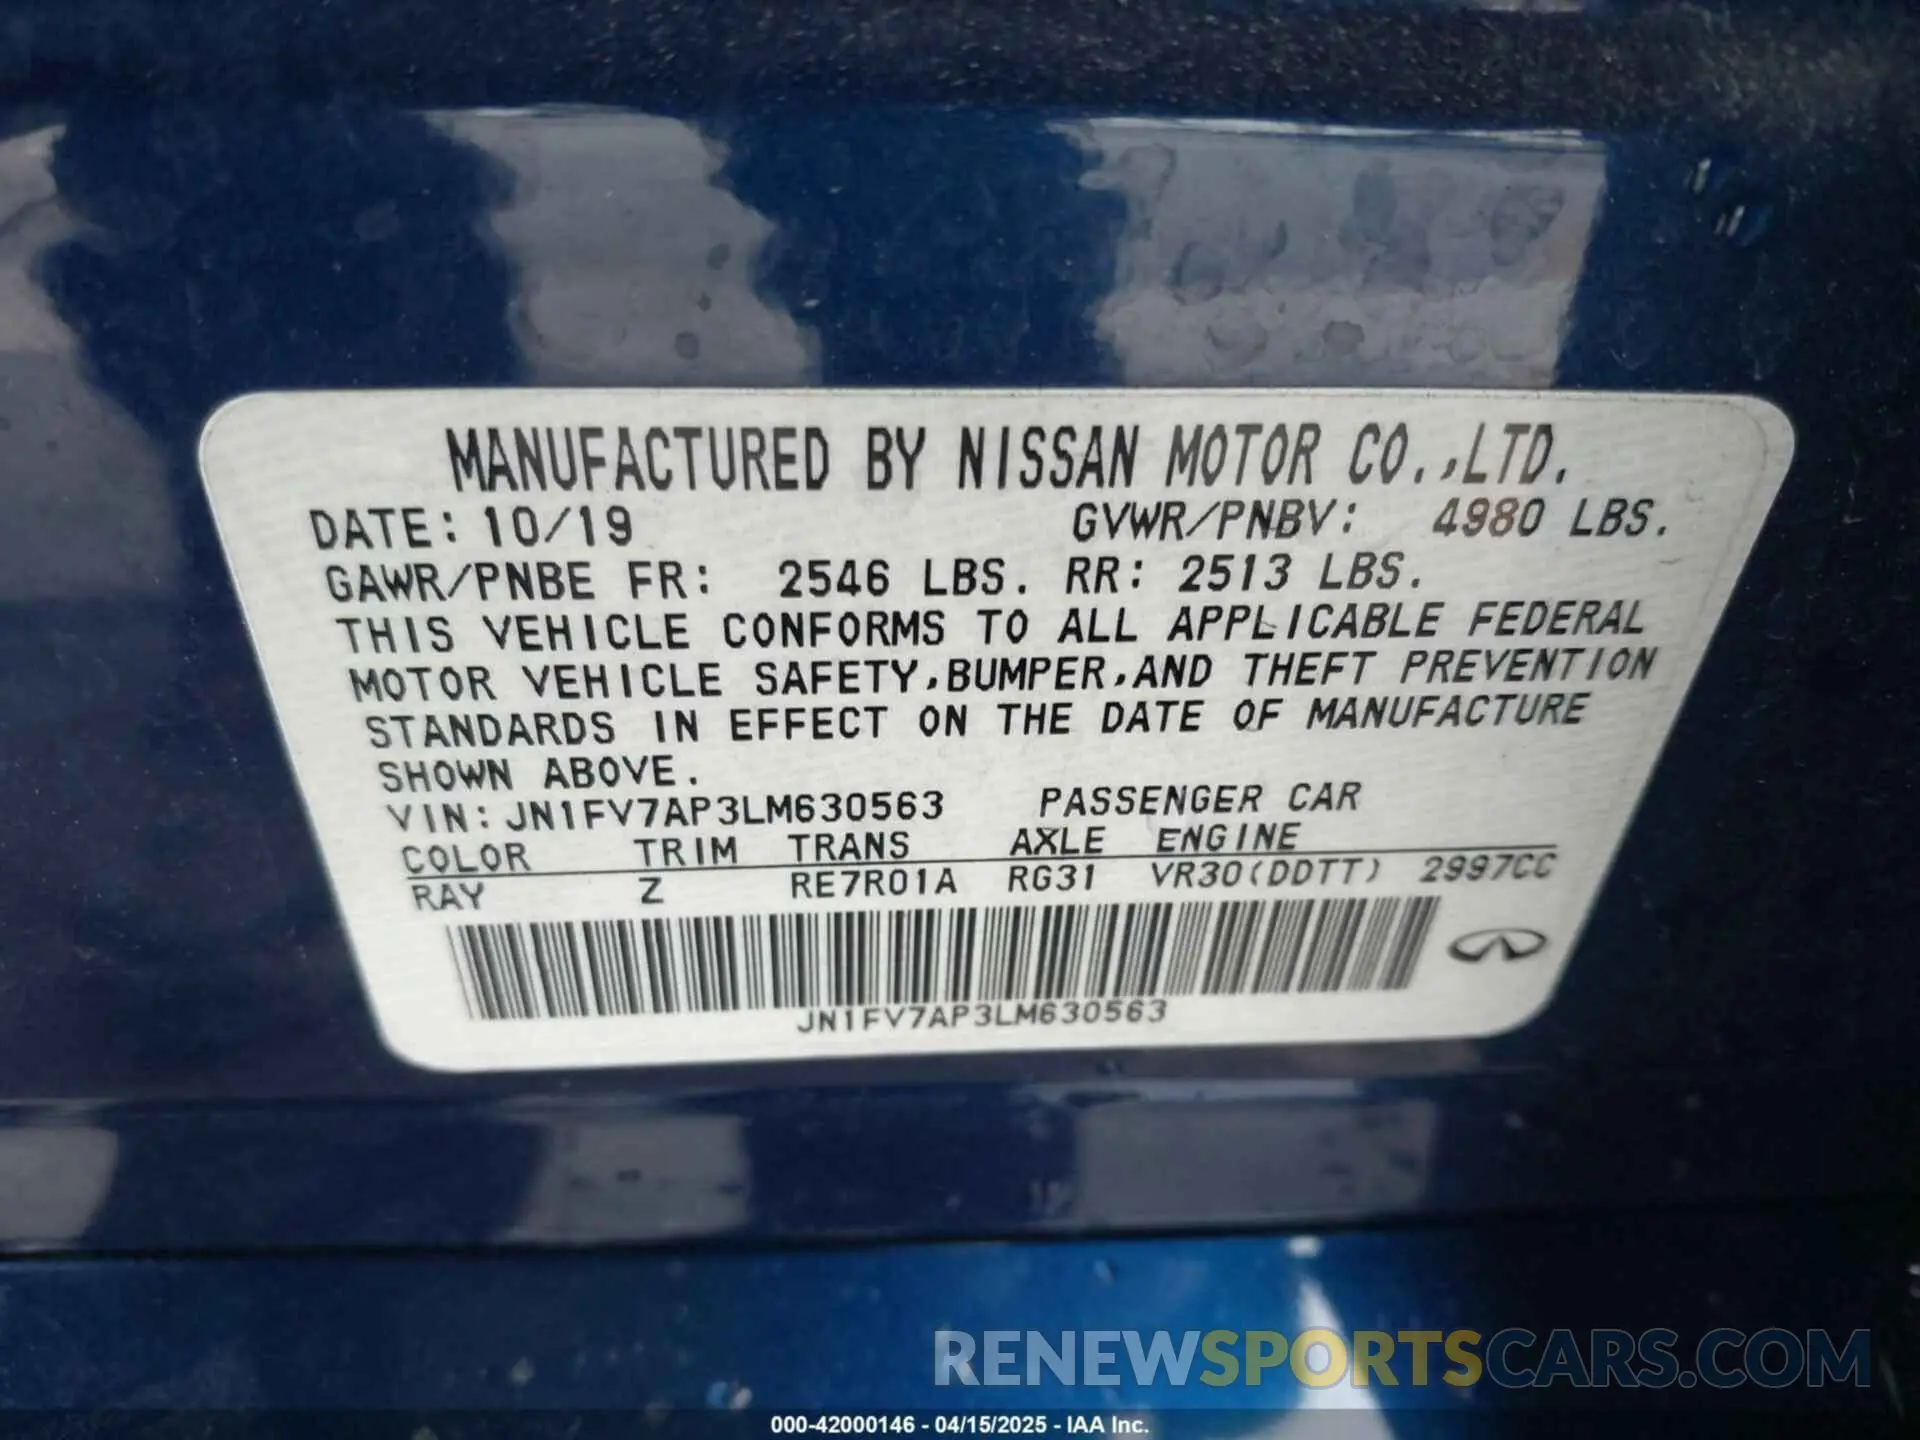 MANUFACTURED BY NISSAN MOTOR CO.,LTD.
DATE: 10/19 GVWR/PNBV: 4980 LBS.
GAWR/PNBE FR: 2546 LBS. RR: 2513 LBS.
THIS VEHICLE CONFORMS TO ALL APPLICABLE FEDERAL
MOTOR VEHICLE SAFETY,BUMPER,AND THEFT PREVENTION
STANDARDS IN EFFECT ON THE DATE OF MANUFACTURE
SHOWN ABOVE.
VIN: JN1FV7AP3LM630563 PASSENGER CAR
COLOR TRIM TRANS AXLE ENGINE
RAY Z RE7R01A RG31 VR30(DDTT) 2997CC
JN1FV7AP3LM630563
RENEWSPORTSCARS.COM
000-42000146 - 04/15/2025 - IAA Inc.